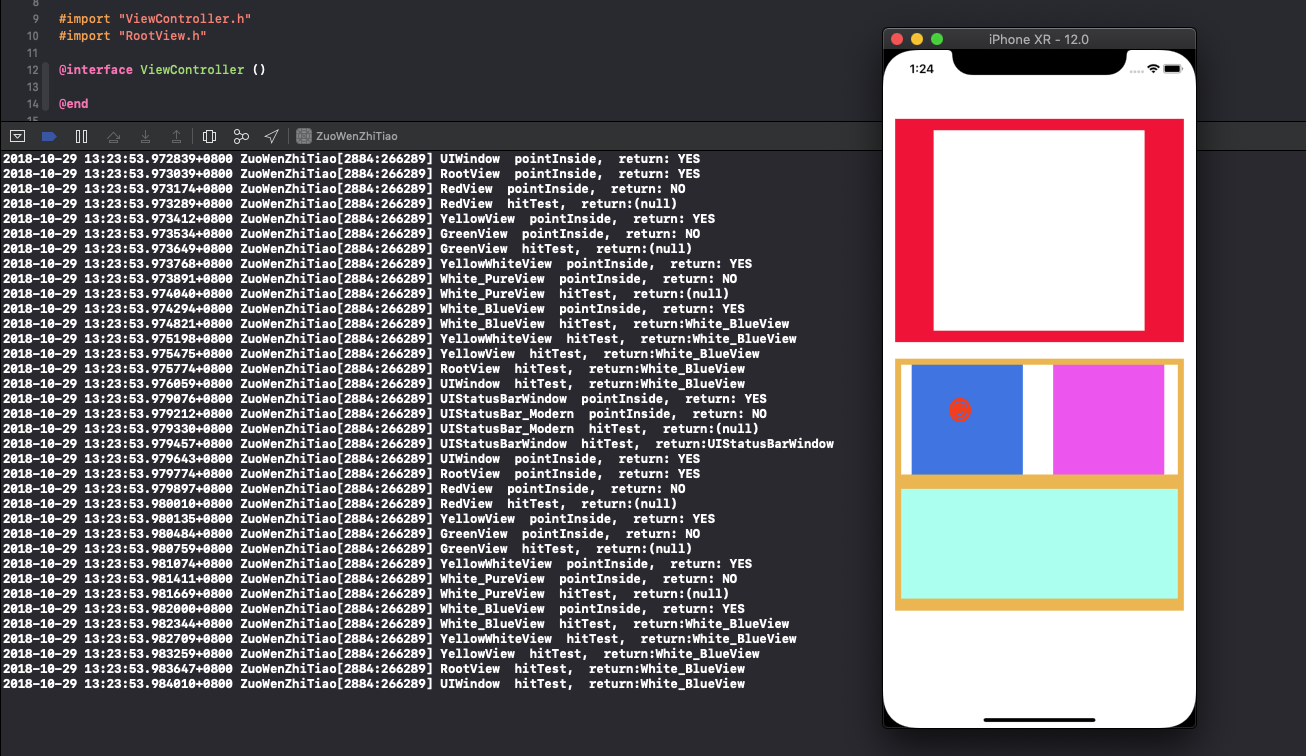 8
9 #import "ViewController.h"
10 #import "RootView.h"
11
12 @interface ViewController ()
13
14 @end
15
ZuoWenZhiTiao
2018-10-29 13:23:53.972839+0800 ZuoWenZhiTiao[2884:266289] UIWindow pointInside, return: YES
2018-10-29 13:23:53.973039+0800 ZuoWenZhiTiao[2884:266289] RootView pointInside, return: YES
2018-10-29 13:23:53.973174+0800 ZuoWenZhiTiao[2884:266289] RedView pointInside, return: NO
2018-10-29 13:23:53.973289+0800 ZuoWenZhiTiao[2884:266289] RedView hitTest, return:(null)
2018-10-29 13:23:53.973412+0800 ZuoWenZhiTiao[2884:266289] YellowView pointInside, return: YES
2018-10-29 13:23:53.973534+0800 ZuoWenZhiTiao[2884:266289] GreenView pointInside, return: NO
2018-10-29 13:23:53.973649+0800 ZuoWenZhiTiao[2884:266289] GreenView hitTest, return:(null)
2018-10-29 13:23:53.973768+0800 ZuoWenZhiTiao[2884:266289] YellowWhiteView pointInside, return: YES
2018-10-29 13:23:53.973891+0800 ZuoWenZhiTiao[2884:266289] White_PureView pointInside, return: NO
2018-10-29 13:23:53.974040+0800 ZuoWenZhiTiao[2884:266289] White_PureView hitTest, return:(null)
2018-10-29 13:23:53.974294+0800 ZuoWenZhiTiao[2884:266289] White_BlueView pointInside, return: YES
2018-10-29 13:23:53.974821+0800 ZuoWenZhiTiao[2884:266289] White_BlueView hitTest, return:White_BlueView
2018-10-29 13:23:53.975198+0800 ZuoWenZhiTiao[2884:266289] YellowWhiteView hitTest, return:White_BlueView
2018-10-29 13:23:53.975475+0800 ZuoWenZhiTiao[2884:266289] YellowView hitTest, return:White_BlueView
2018-10-29 13:23:53.975774+0800 ZuoWenZhiTiao[2884:266289] RootView hitTest, return:White_BlueView
2018-10-29 13:23:53.976059+0800 ZuoWenZhiTiao[2884:266289] UIWindow hitTest, return:White_BlueView
2018-10-29 13:23:53.979076+0800 ZuoWenZhiTiao[2884:266289] UIStatusBarWindow pointInside, return: YES
2018-10-29 13:23:53.979212+0800 ZuoWenZhiTiao[2884:266289] UIStatusBar_Modern pointInside, return: NO
2018-10-29 13:23:53.979330+0800 ZuoWenZhiTiao[2884:266289] UIStatusBar_Modern hitTest, return:(null)
2018-10-29 13:23:53.979457+0800 ZuoWenZhiTiao[2884:266289] UIStatusBarWindow hitTest, return:UIStatusBarWindow
2018-10-29 13:23:53.979643+0800 ZuoWenZhiTiao[2884:266289] UIWindow pointInside, return: YES
2018-10-29 13:23:53.979774+0800 ZuoWenZhiTiao[2884:266289] RootView pointInside, return: YES
2018-10-29 13:23:53.979897+0800 ZuoWenZhiTiao[2884:266289] RedView pointInside, return: NO
2018-10-29 13:23:53.980010+0800 ZuoWenZhiTiao[2884:266289] RedView hitTest, return:(null)
2018-10-29 13:23:53.980135+0800 ZuoWenZhiTiao[2884:266289] YellowView pointInside, return: YES
2018-10-29 13:23:53.980484+0800 ZuoWenZhiTiao[2884:266289] GreenView pointInside, return: NO
2018-10-29 13:23:53.980759+0800 ZuoWenZhiTiao[2884:266289] GreenView hitTest, return:(null)
2018-10-29 13:23:53.981074+0800 ZuoWenZhiTiao[2884:266289] YellowWhiteView pointInside, return: YES
2018-10-29 13:23:53.981411+0800 ZuoWenZhiTiao[2884:266289] White_PureView pointInside, return: NO
2018-10-29 13:23:53.981669+0800 ZuoWenZhiTiao[2884:266289] White_PureView hitTest, return:(null)
2018-10-29 13:23:53.982000+0800 ZuoWenZhiTiao[2884:266289] White_BlueView pointInside, return: YES
2018-10-29 13:23:53.982344+0800 ZuoWenZhiTiao[2884:266289] White_BlueView hitTest, return:White_BlueView
2018-10-29 13:23:53.982709+0800 ZuoWenZhiTiao[2884:266289] YellowWhiteView hitTest, return:White_BlueView
2018-10-29 13:23:53.983259+0800 ZuoWenZhiTiao[2884:266289] YellowView hitTest, return:White_BlueView
2018-10-29 13:23:53.983647+0800 ZuoWenZhiTiao[2884:266289] RootView hitTest, return:White_BlueView
2018-10-29 13:23:53.984010+0800 ZuoWenZhiTiao[2884:266289] UIWindow hitTest, return:White_BlueView
iPhone XR - 12.0
1:24